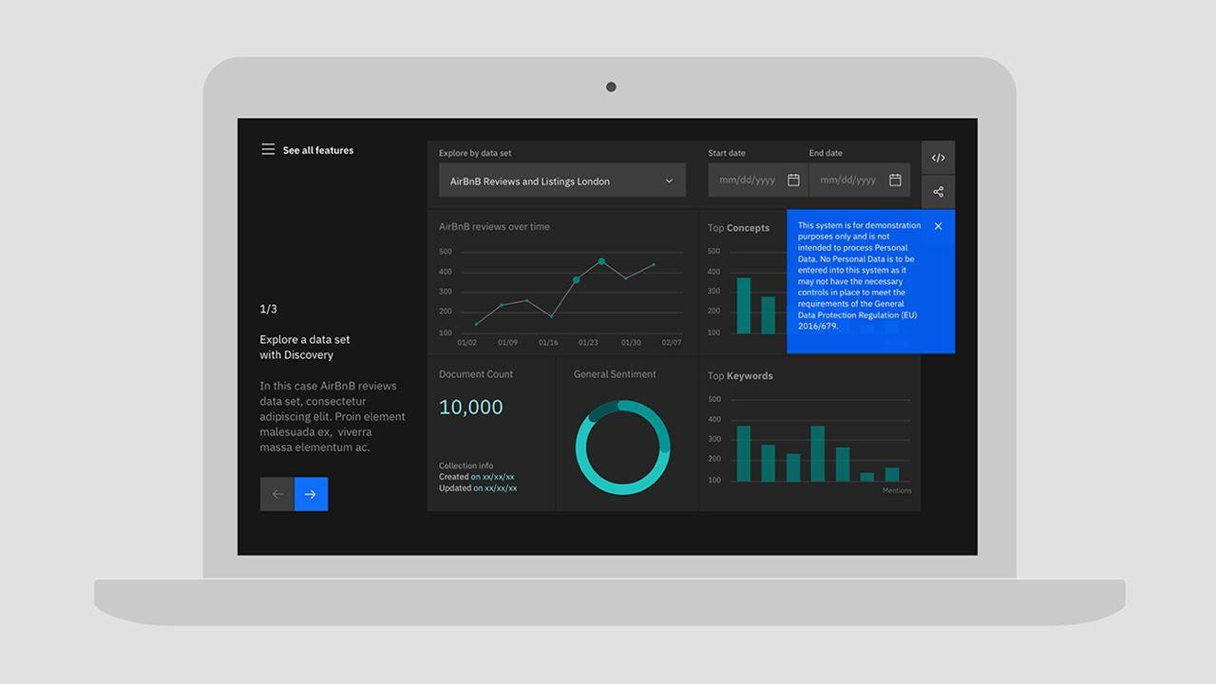 See all features
1/3
Explore a data set
with Discovery
In this case AirBnB reviews
data set, consectetur
adipiscing elit. Proin element
malesuada ex, viverra
massa elementum ac.
Explore by data set
AirBnB Reviews and Listings London
Start date
End date
mm/dd/yyyy
mm/dd/yyyy
</>
AirBnB reviews over time
500
400
300
200
100
01/02 01/09 01/16 01/23 01/30 02/07
Top Concepts
500
400
300
200
100
This system is for demonstration
purposes only and is not
intended to process Personal
Data. No Personal Data is to be
entered into this system as it
may not have the necessary
controls in place to meet the
requirements of the General
Data Protection Regulation (EU)
2016/679.
Document Count
10,000
Collection info
Created on xx/xx/xx
Updated on xx/xx/xx
General Sentiment
Top Keywords
500
400
300
200
100
Mentions